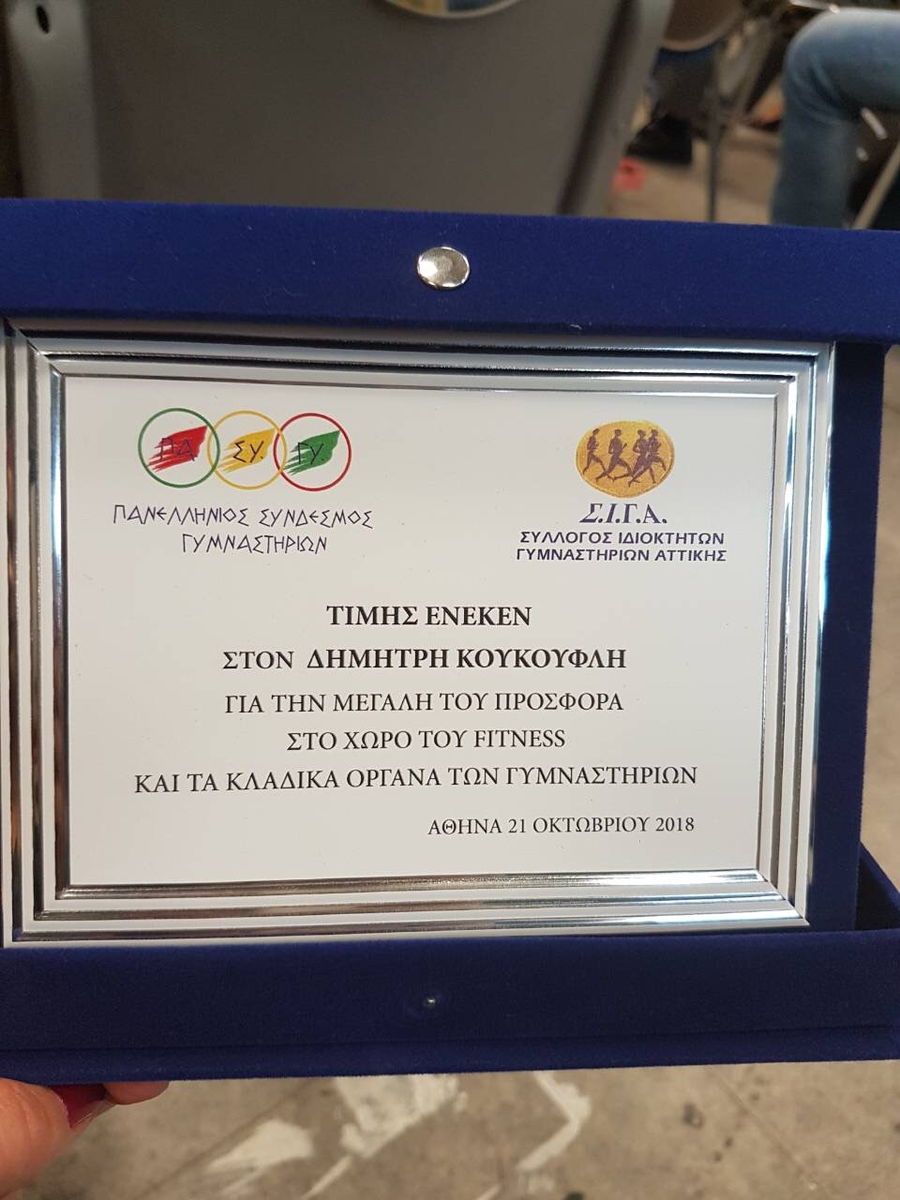 ΠΑ ΣΥ. ΓΥ.
ΠΑΝΕΛΛΗΝΙΟΣ ΣΥΝΔΕΣΜΟΣ
ΓΥΜΝΑΣΤΗΡΙΩΝ
Σ.Ι.Γ.Α.
ΣΥΛΛΟΓΟΣ ΙΔΙΟΚΤΗΤΩΝ
ΓΥΜΝΑΣΤΗΡΙΩΝ ΑΤΤΙΚΗΣ
ΤΙΜΗΣ ΕΝΕΚΕΝ
ΣΤΟΝ ΔΗΜΗΤΡΗ ΚΟΥΚΟΥΦΛΗ
ΓΙΑ ΤΗΝ ΜΕΓΑΛΗ ΤΟΥ ΠΡΟΣΦΟΡΑ
ΣΤΟ ΧΩΡΟ ΤΟΥ FITNESS
ΚΑΙ ΤΑ ΚΛΑΔΙΚΑ ΟΡΓΑΝΑ ΤΩΝ ΓΥΜΝΑΣΤΗΡΙΩΝ
ΑΘΗΝΑ 21 ΟΚΤΩΒΡΙΟΥ 2018